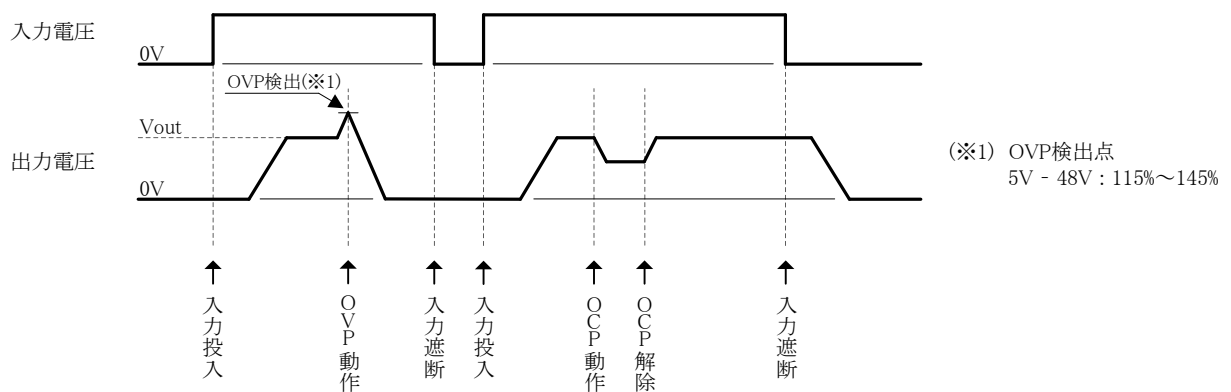 入力電圧
0V
OVP検出(※1)
Vout
出力電圧
0V
(※1) OVP検出点
5V - 48V : 115%～145%
入力投入
OVP動作
入力遮断
入力投入
OCP動作
OCP解除
入力遮断